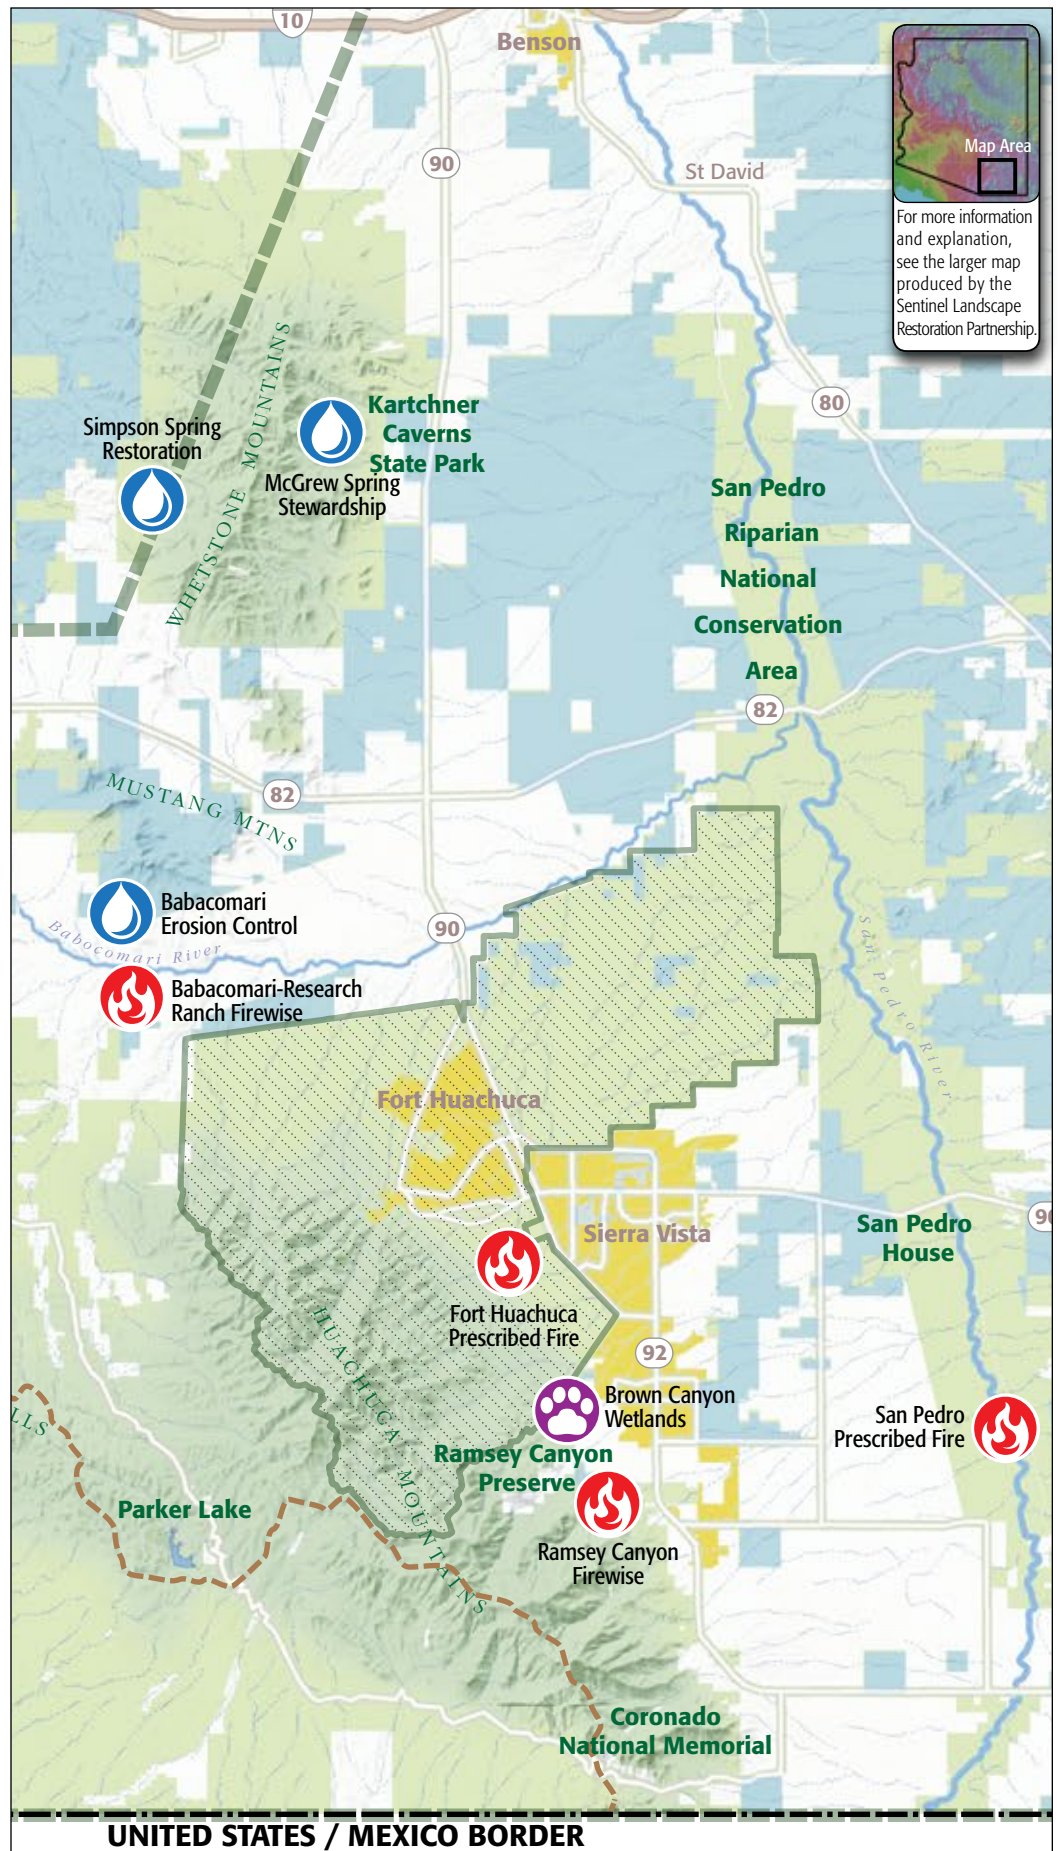 10
Benson
90
St David
Map Area
For more information
and explanation,
see the larger map
produced by the
Sentinel Landscape
Restoration Partnership.
80
Kartchner
Caverns
State Park
Simpson Spring
Restoration
WHETSTONE MOUNTAINS
McGrew Spring
Stewardship
San Pedro
Riparian
National
Conservation
Area
82
82
MUSTANG MTNS
Babacomari
Erosion Control
90
Babocomari River
Babacomari-Research
Ranch Firewise
San Pedro River
Fort Huachuca
Sierra Vista
San Pedro
House
90
Fort Huachuca
Prescribed Fire
HUACHUCA MOUNTAINS
92
Brown Canyon
Wetlands
LLS
San Pedro
Prescribed Fire
Ramsey Canyon
Preserve
Parker Lake
Ramsey Canyon
Firewise
Coronado
National Memorial
UNITED STATES / MEXICO BORDER